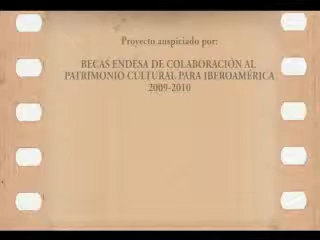 Proyecto auspiciado por:
BECAS ENDESA DE COLABORACIÓN AL
PATRIMONIO CULTURAL PARA IBEROAMÉRICA
2009-2010